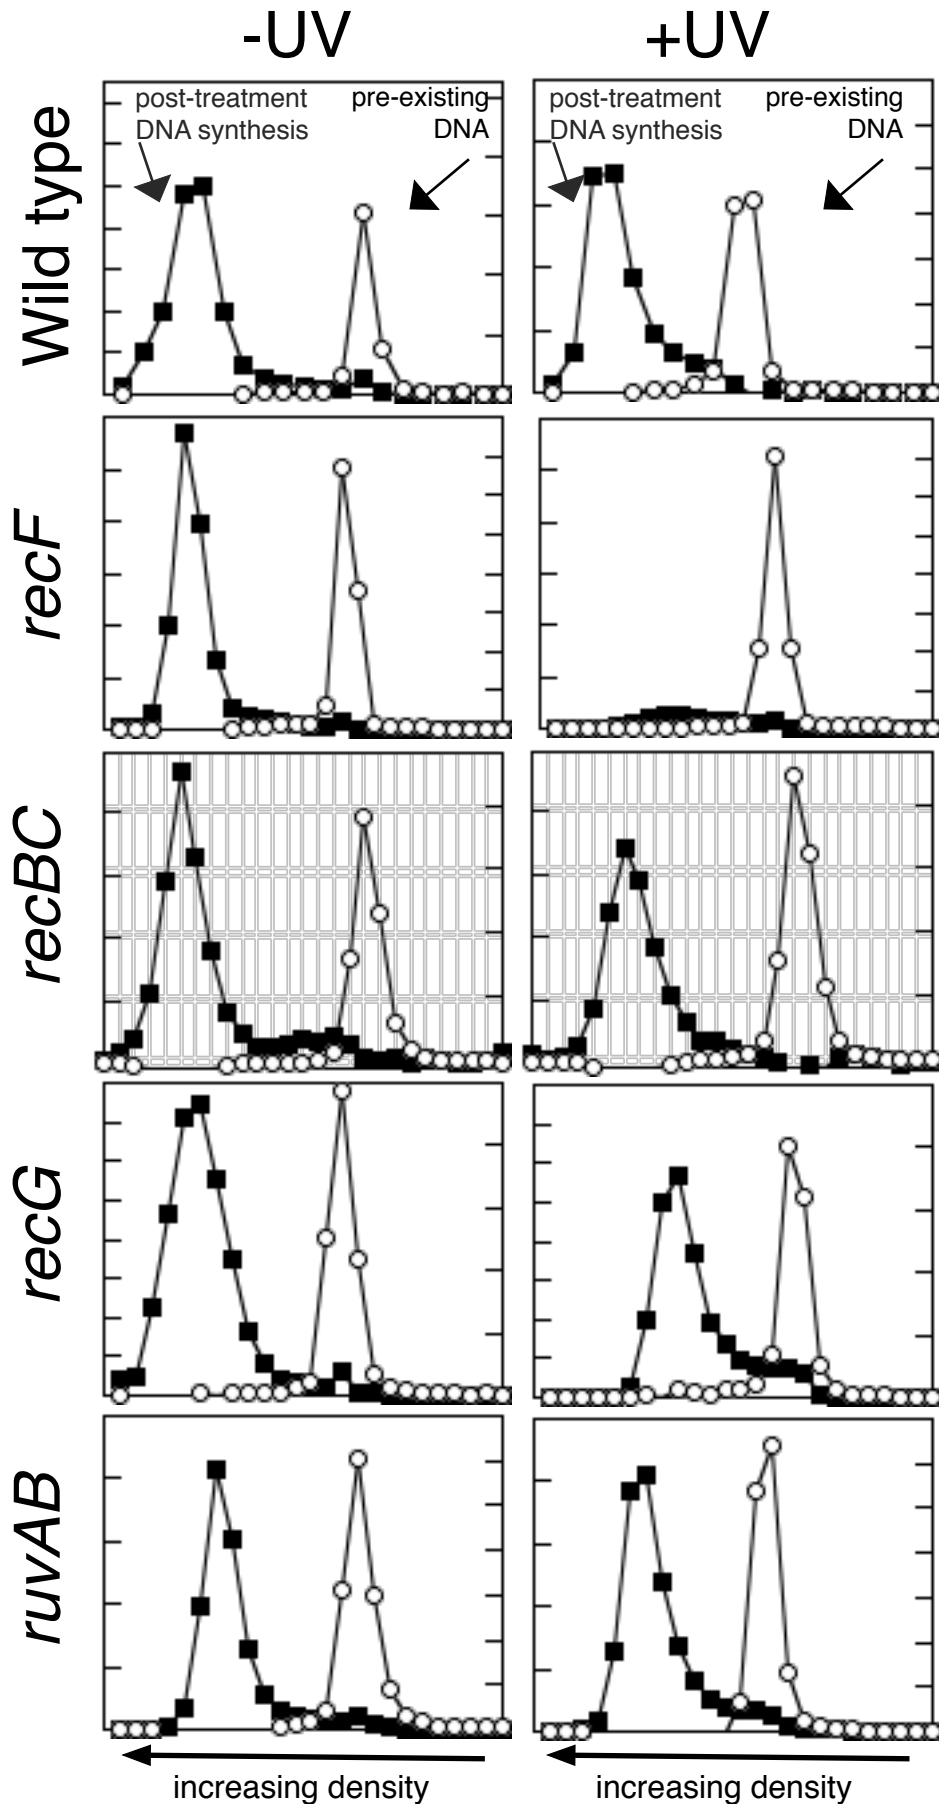 -UV
+UV
Wild type
post-treatment
DNA synthesis
pre-existing
DNA
post-treatment
DNA synthesis
pre-existing
DNA
recF
recBC
recG
ruvAB
increasing density
increasing density